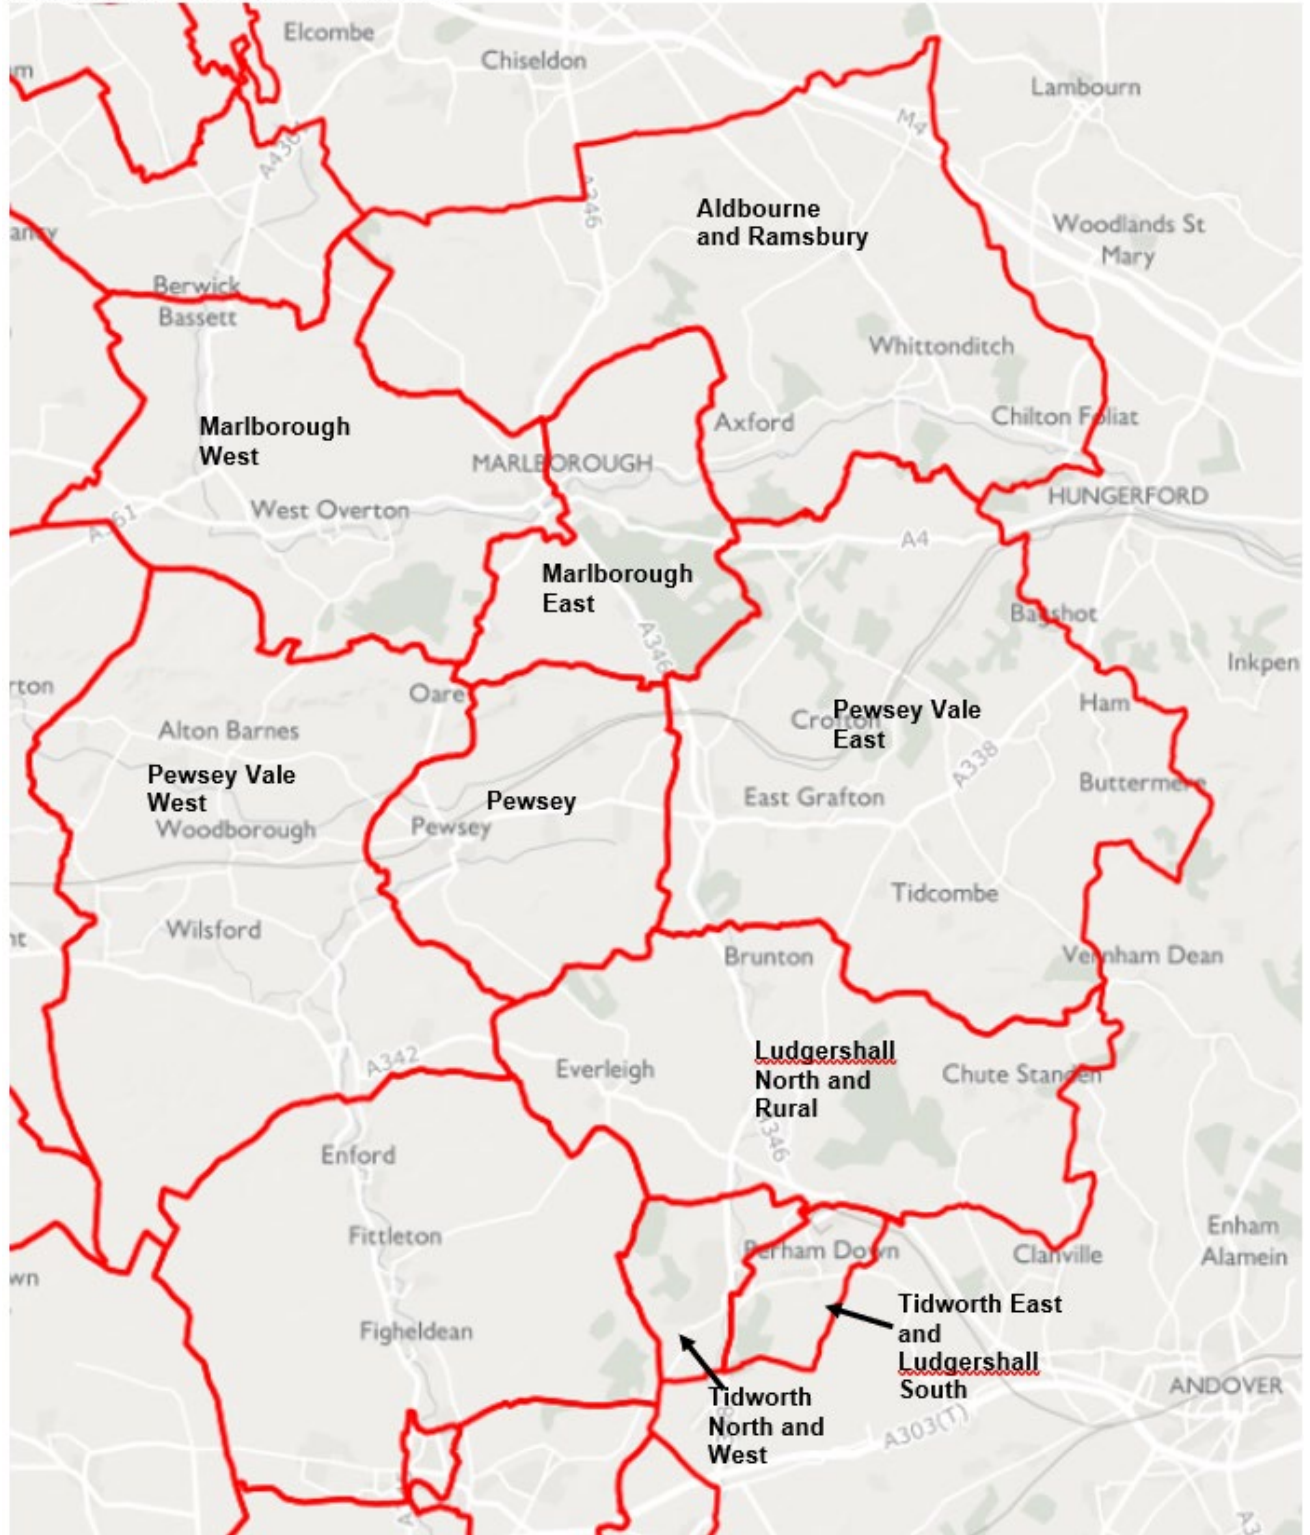 Elcombe
Chiseldon
Lambourn
M4
A4361
A346
Aldbourne
and Ramsbury
Woodlands St
Mary
Berwick
Bassett
Whittonditch
Marlborough
West
Axford
Chilton Foliat
MARLBOROUGH
HUNGERFORD
West Overton
A361
A4
Marlborough
East
Bagshot
A346
Inkpen
rton
Oare
Ham
Alton Barnes
Crofton
Pewsey Vale
East
A338
Pewsey Vale
West
Buttermere
East Grafton
Pewsey
Woodborough
Pewsey
Tidcombe
Wilsford
Brunton
Vernham Dean
A342
Everleigh
Ludgershall
North and
Rural
Chute Standen
A346
Enford
Fittleton
Perham Down
Clanville
Enham
Alamein
wn
Figheldean
Tidworth East
and
Ludgershall
South
ANDOVER
Tidworth
North and
West
A303(T)